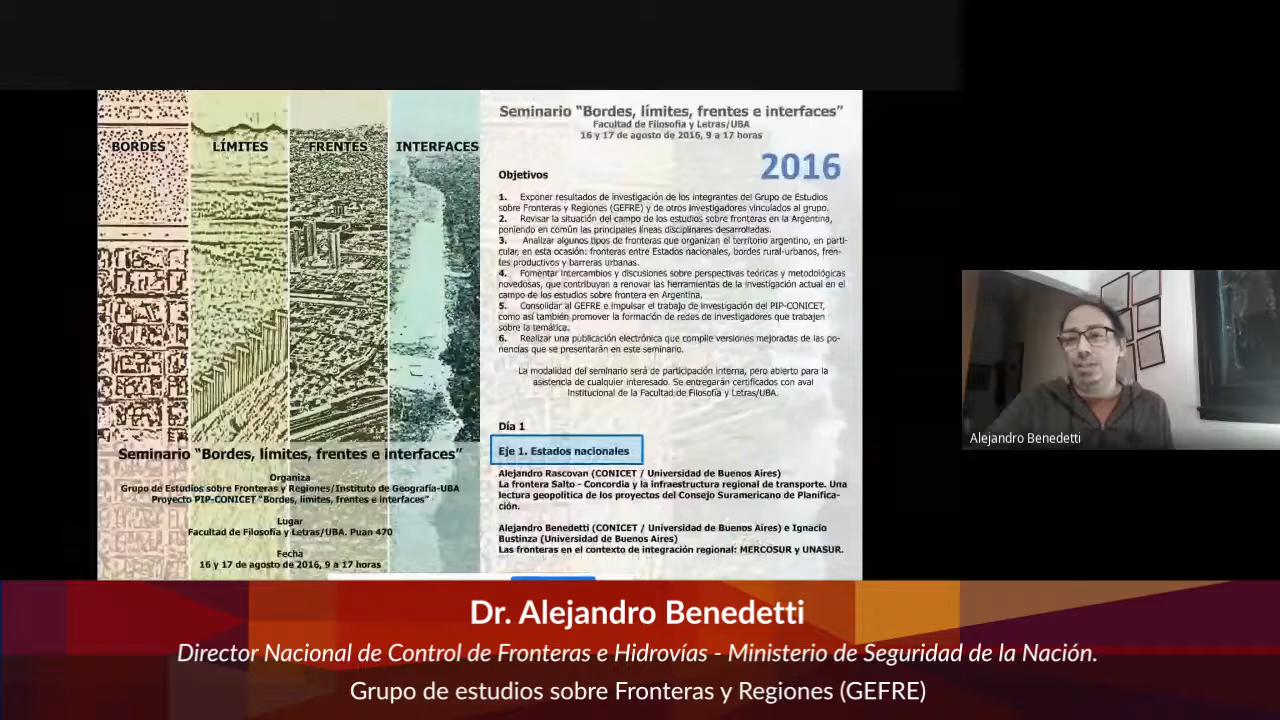 BORDES
LÍMITES
FRENTES
INTERFACES
Seminario “Bordes, límites, frentes e interfaces”
Organiza
Grupo de Estudios sobre Fronteras y Regiones/Instituto de Geografía-UBA
Proyecto PIP-CONICET “Bordes, límites, frentes e interfaces”
Lugar
Facultad de Filosofía y Letras/UBA. Puan 470
Fecha
16 y 17 de agosto de 2016, 9 a 17 horas
Seminario “Bordes, límites, frentes e interfaces”
Facultad de Filosofía y Letras/UBA
16 y 17 de agosto de 2016, 9 a 17 horas
2016
Objetivos
1. Exponer resultados de investigación de los integrantes del Grupo de Estudios
sobre Fronteras y Regiones (GEFRE) y de otros investigadores vinculados al grupo.
2. Revisar la situación del campo de los estudios sobre fronteras en la Argentina,
poniendo en común las principales líneas disciplinares desarrolladas.
3. Analizar algunos tipos de fronteras que organizan el territorio argentino, en parti-
cular, en esta ocasión: fronteras entre Estados nacionales, bordes rural-urbanos, fren-
tes productivos y barreras urbanas.
4. Fomentar intercambios y discusiones sobre perspectivas teóricas y metodológicas
novedosas, que contribuyan a renovar las herramientas de la investigación actual en el
campo de los estudios sobre frontera en Argentina.
5. Consolidar al GEFRE e impulsar el trabajo de investigación del PIP-CONICET,
como así también promover la formación de redes de investigadores que trabajen
sobre la temática.
6. Realizar una publicación electrónica que compile versiones mejoradas de las po-
nencias que se presentarán en este seminario.
La modalidad del seminario será de participación interna, pero abierto para la
asistencia de cualquier interesado. Se entregarán certificados con aval
institucional de la Facultad de Filosofía y Letras/UBA.
Día 1
Eje 1. Estados nacionales
Alejandro Rascovan (CONICET / Universidad de Buenos Aires)
La frontera Salto - Concordia y la infraestructura regional de transporte. Una
lectura geopolítica de los proyectos del Consejo Suramericano de Planifica-
ción.
Alejandro Benedetti (CONICET / Universidad de Buenos Aires) e Ignacio
Bustinza (Universidad de Buenos Aires)
Las fronteras en el contexto de integración regional: MERCOSUR y UNASUR.
Alejandro Benedetti
Dr. Alejandro Benedetti
Director Nacional de Control de Fronteras e Hidrovías - Ministerio de Seguridad de la Nación.
Grupo de estudios sobre Fronteras y Regiones (GEFRE)